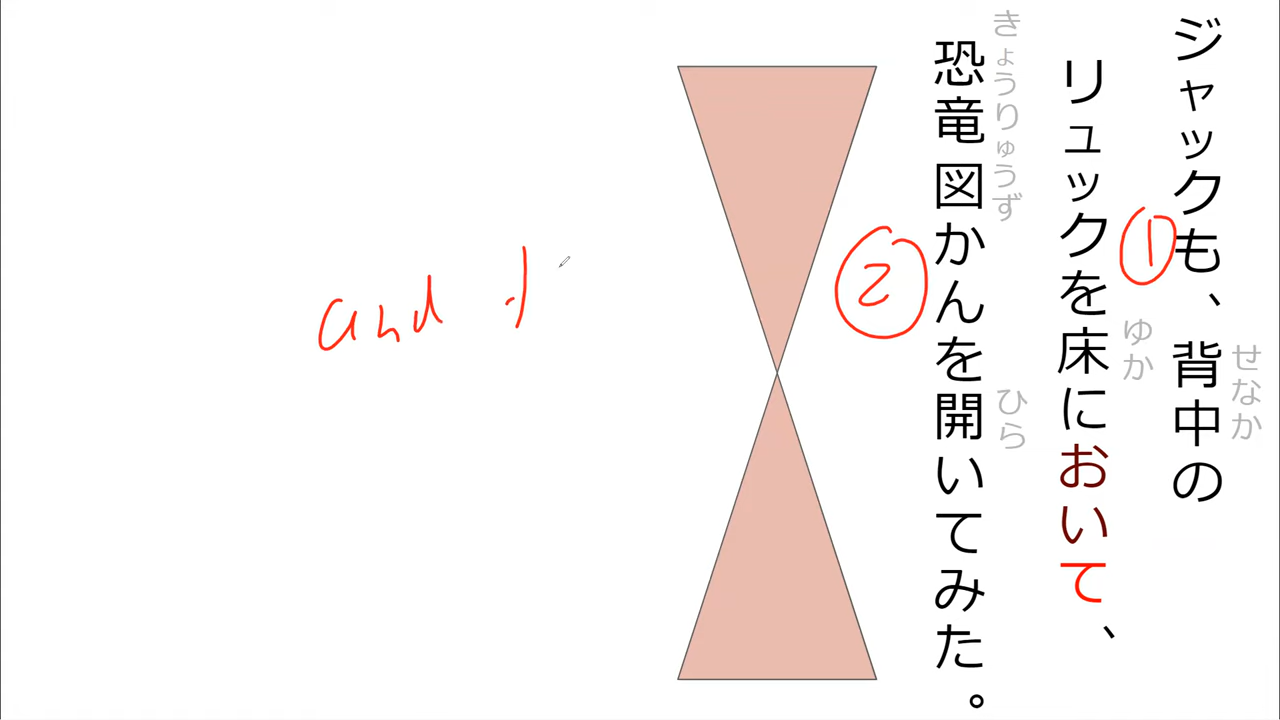 ジャックも、背中の
せなか
①
リュックを床において、
ゆか
恐竜図かんを開いてみた。
きょうりゅうず
ひら
②
and